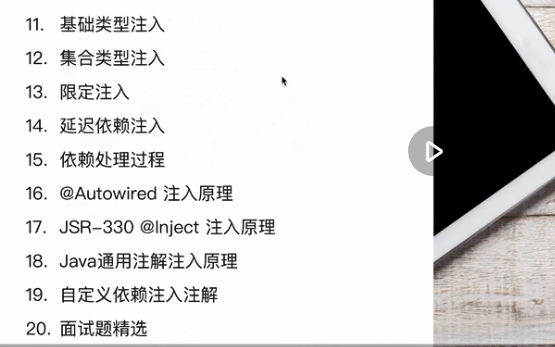 11. 基础类型注入
12. 集合类型注入
13. 限定注入
14. 延迟依赖注入
15. 依赖处理过程
16. @Autowired 注入原理
17. JSR-330 @Inject 注入原理
18. Java通用注解注入原理
19. 自定义依赖注入注解
20. 面试题精选